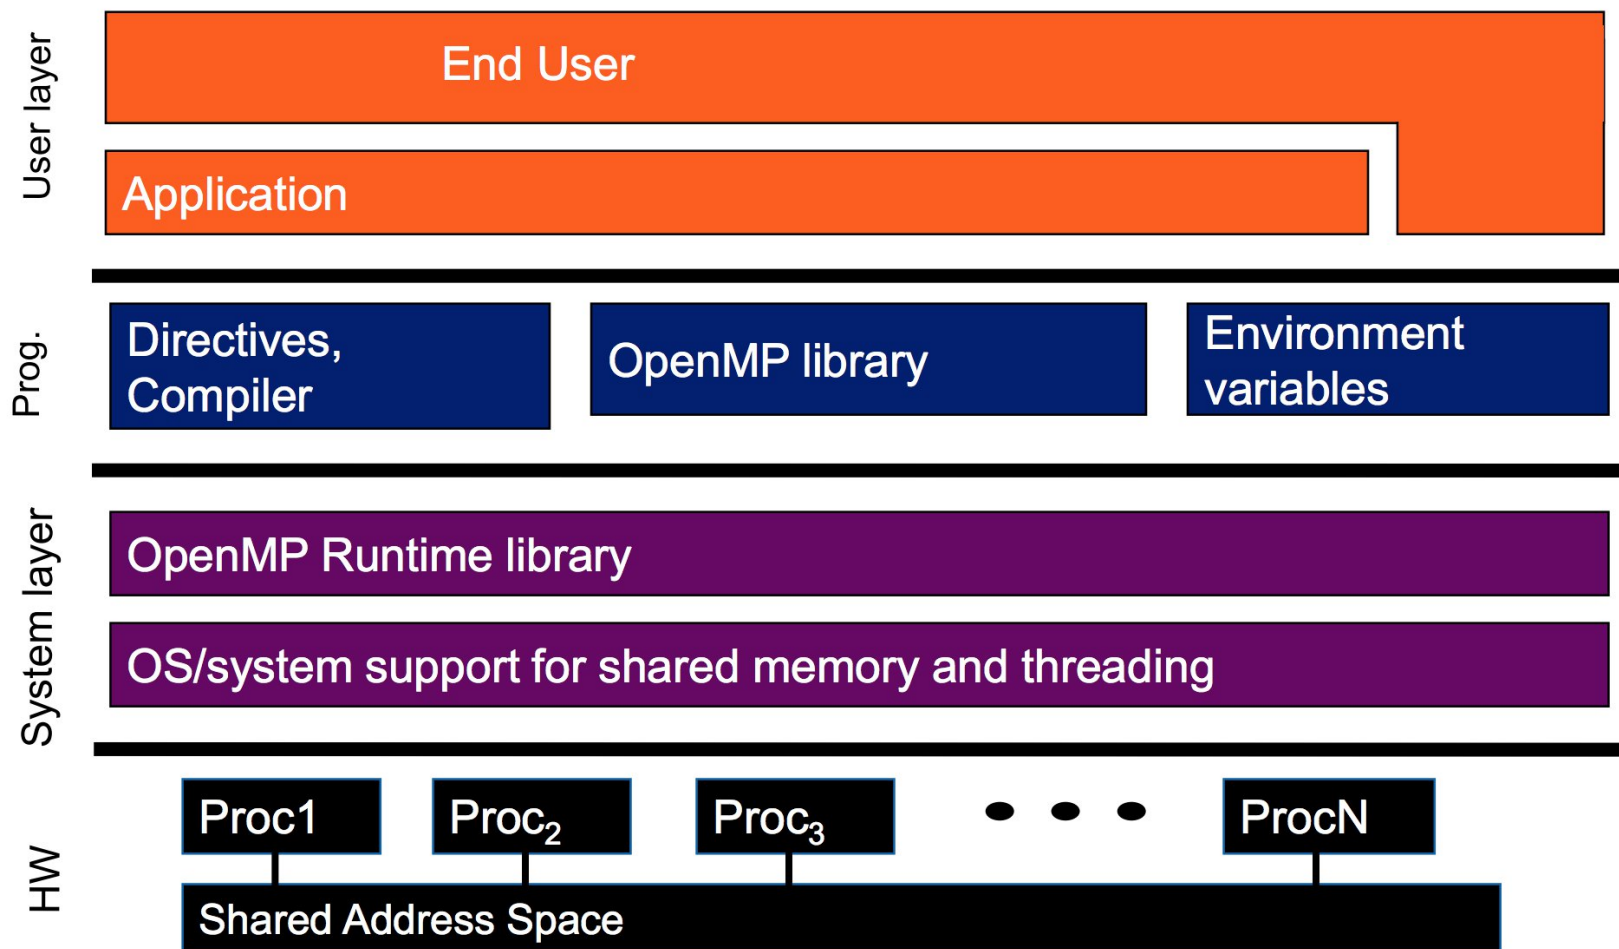 User layer
End User
Application
Prog.
Directives,
Compiler
OpenMP library
Environment
variables
System layer
OpenMP Runtime library
OS/system support for shared memory and threading
HW
Proc1
Proc₂
Proc₃
ProcN
Shared Address Space